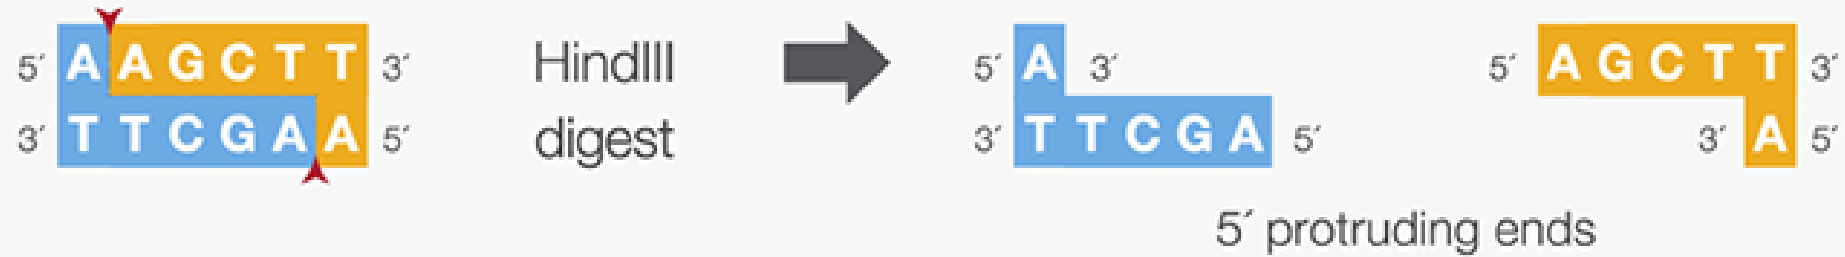 5′ A A G C T T 3′ HindIII 5′ A 3′ 5′ A G C T T 3′
3′ T T C G A A 5′ digest 3′ T T C G A 5′ 3′ A 5′
5′ protruding ends